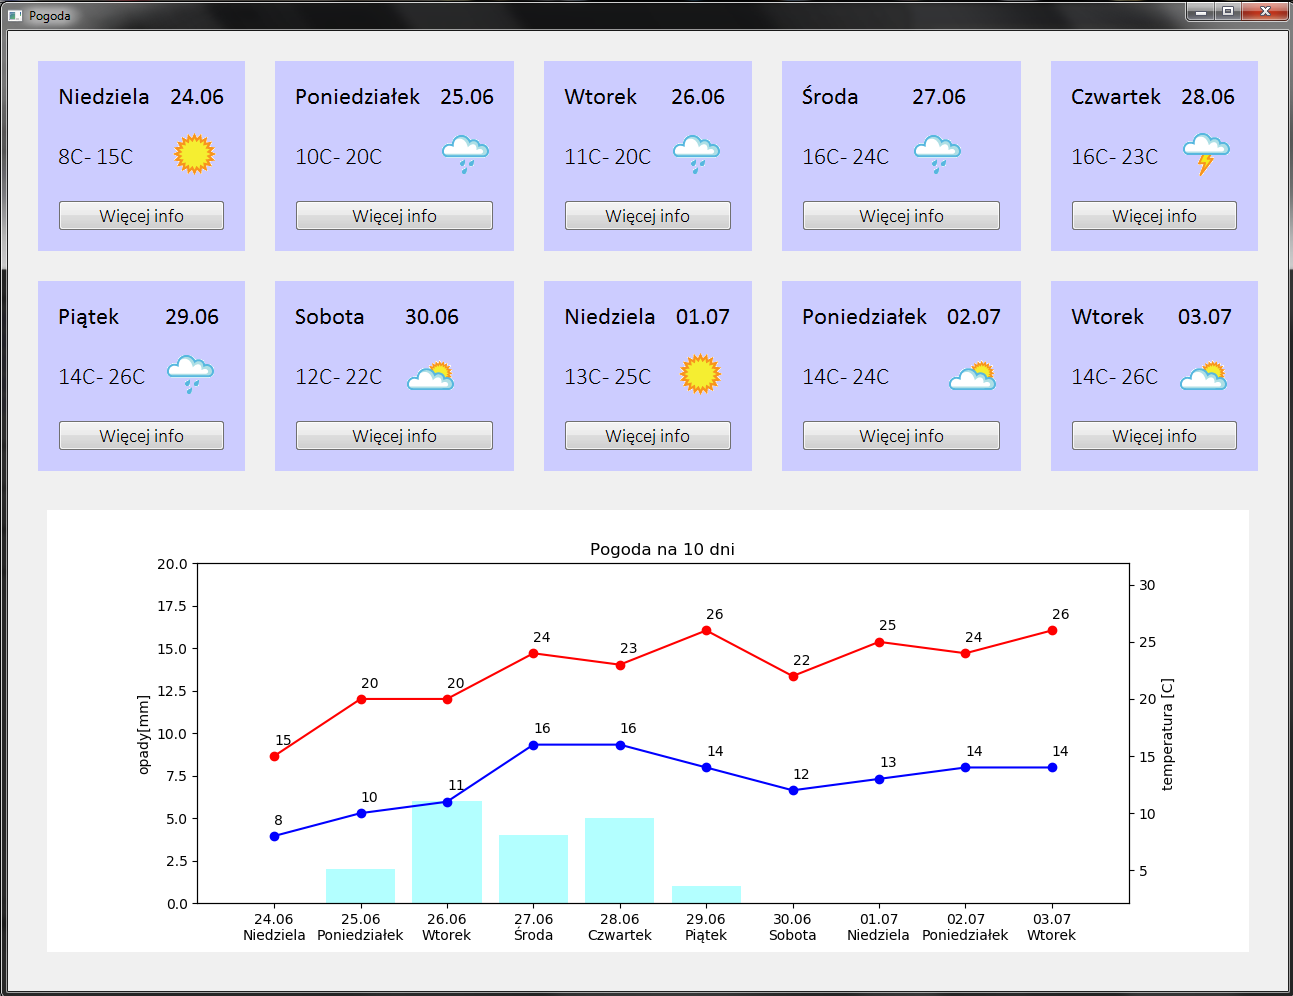 Pogoda
Niedziela 24.06
8C- 15C
Więcej info
Poniedziałek 25.06
10C- 20C
Więcej info
Wtorek 26.06
11C- 20C
Więcej info
Środa 27.06
16C- 24C
Więcej info
Czwartek 28.06
16C- 23C
Więcej info
Piątek 29.06
14C- 26C
Więcej info
Sobota 30.06
12C- 22C
Więcej info
Niedziela 01.07
13C- 25C
Więcej info
Poniedziałek 02.07
14C- 24C
Więcej info
Wtorek 03.07
14C- 26C
Więcej info
Pogoda na 10 dni
opady[mm]
20.0
17.5
15.0
12.5
10.0
7.5
5.0
2.5
0.0
15 20 20 24 23 26 22 25 24 26
8 10 11 16 16 14 12 13 14 14
30
25
20
15
10
5
temperatura [C]
24.06 25.06 26.06 27.06 28.06 29.06 30.06 01.07 02.07 03.07
Niedziela Poniedziałek Wtorek Środa Czwartek Piątek Sobota Niedziela Poniedziałek Wtorek